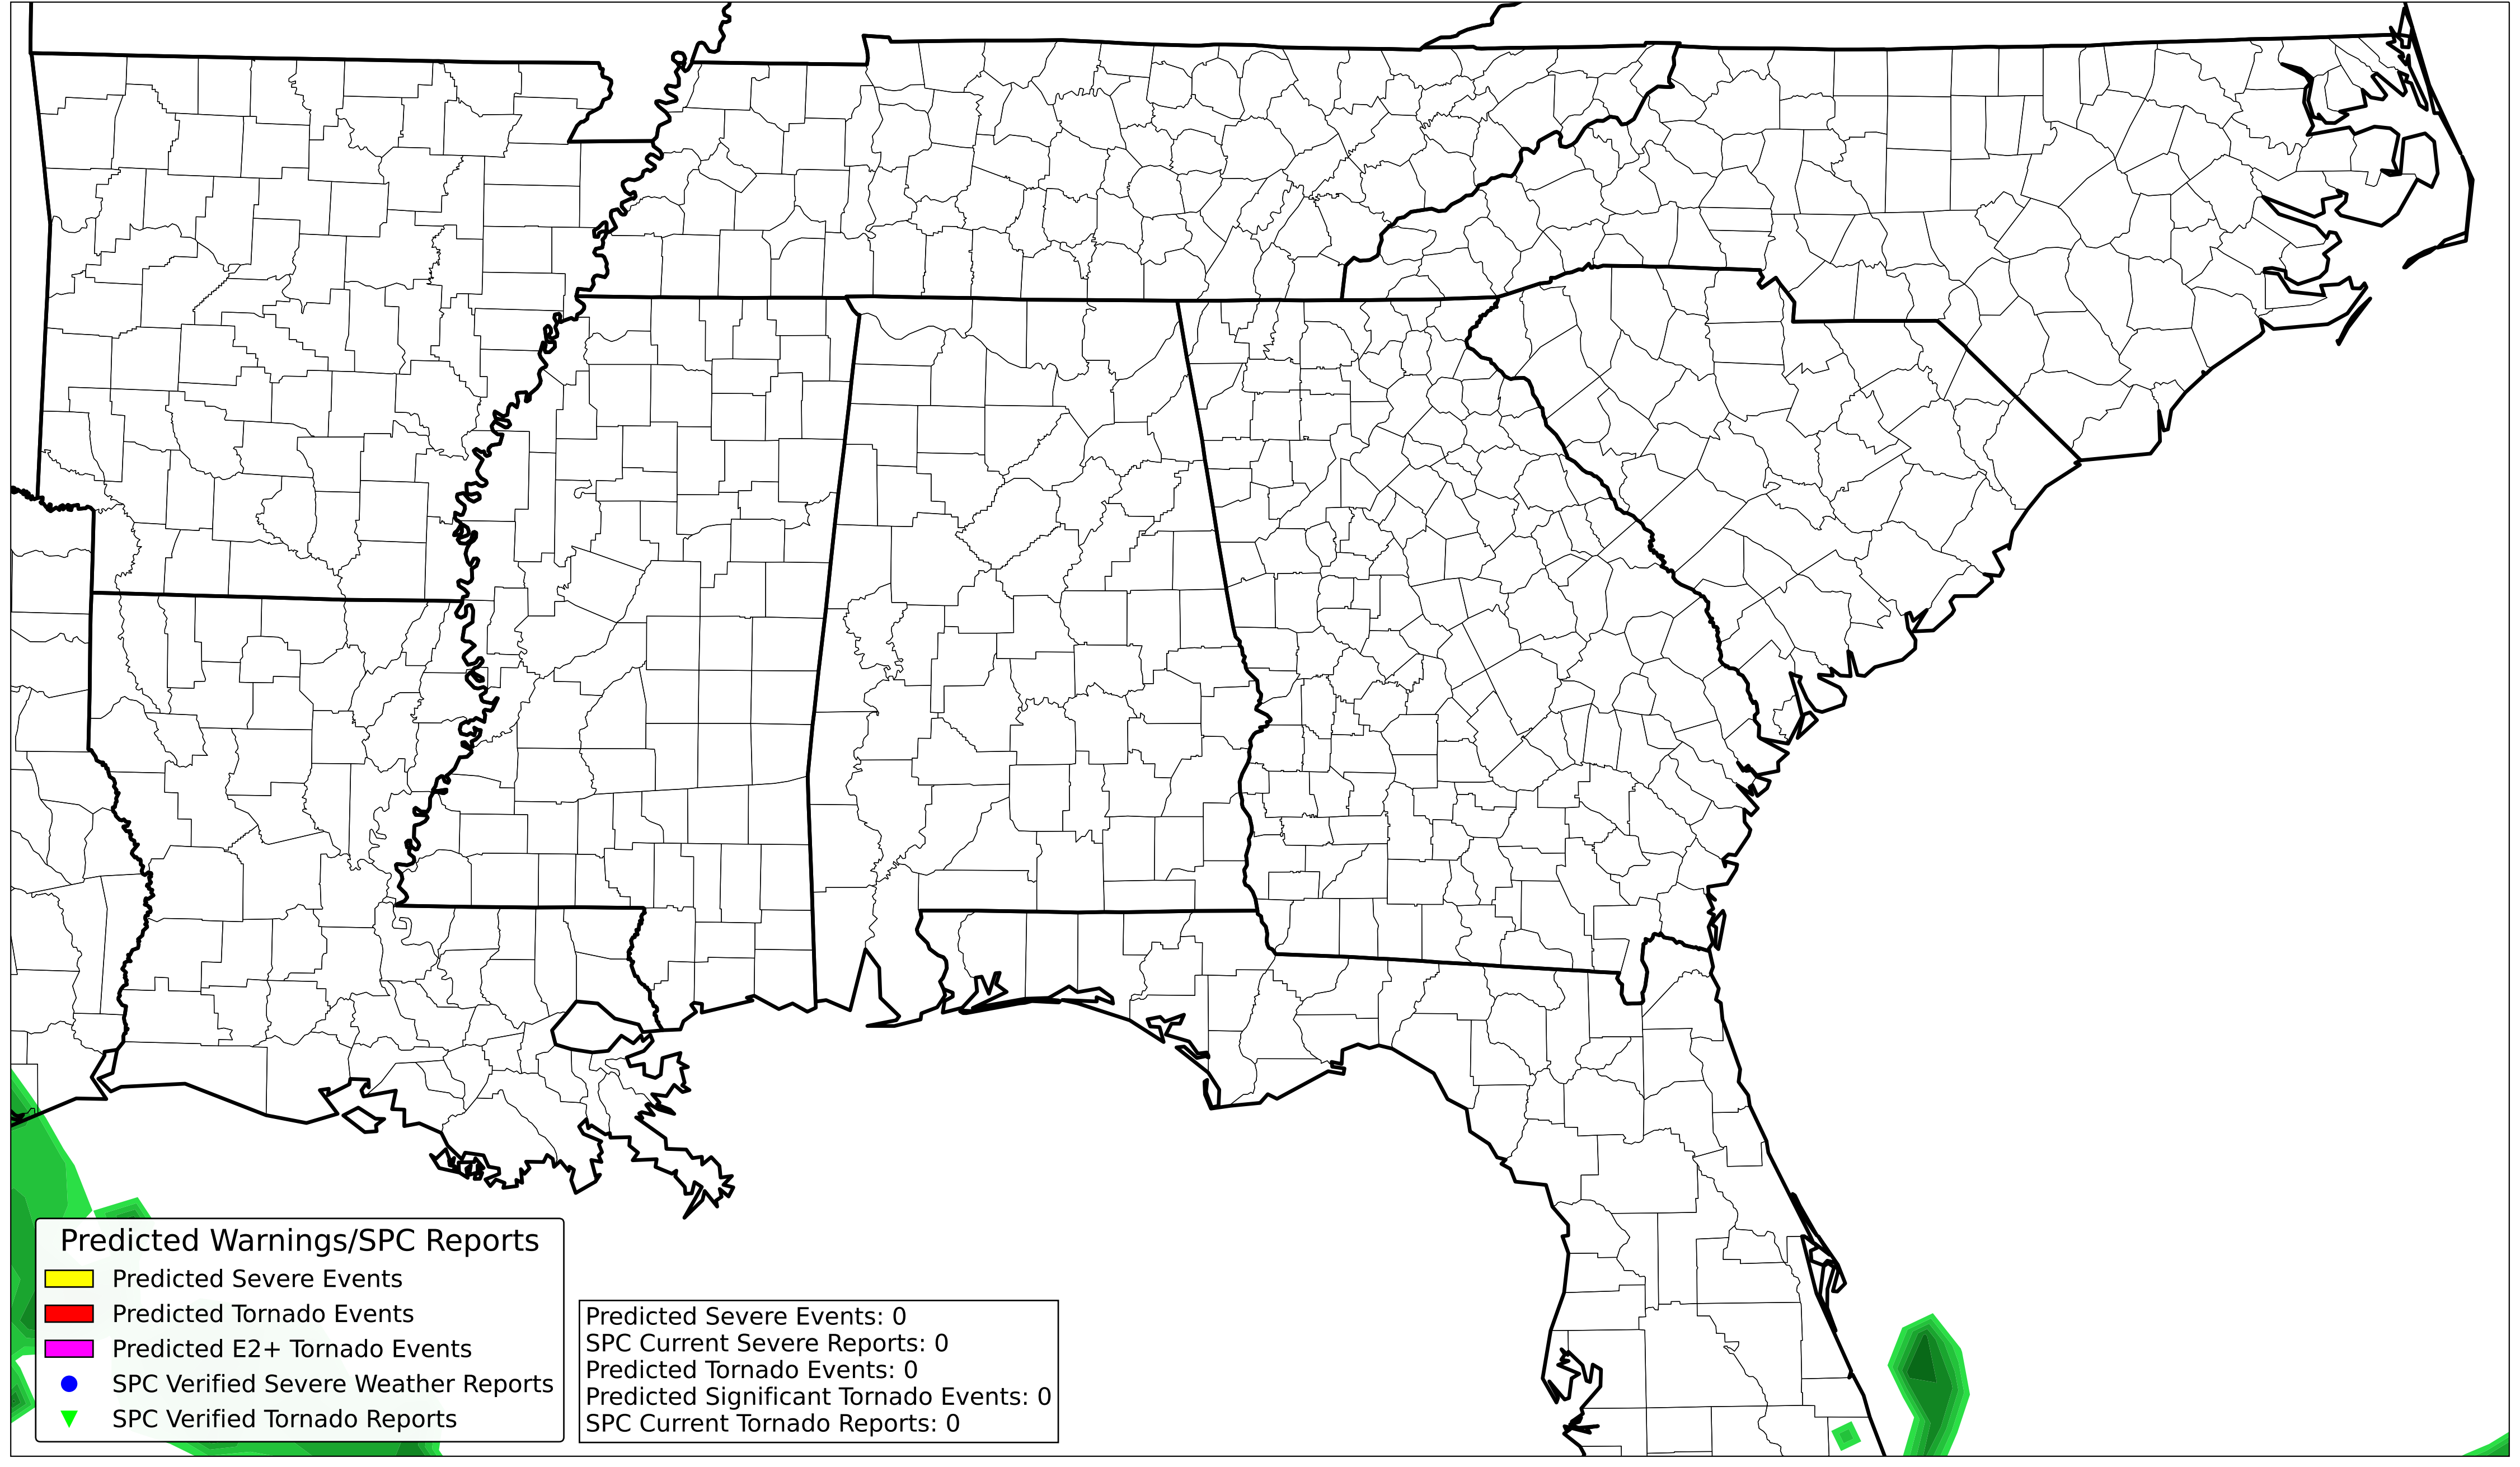 Predicted Warnings/SPC Reports
Predicted Severe Events
Predicted Tornado Events
Predicted E2+ Tornado Events
SPC Verified Severe Weather Reports
SPC Verified Tornado Reports
Predicted Severe Events: 0
SPC Current Severe Reports: 0
Predicted Tornado Events: 0
Predicted Significant Tornado Events: 0
SPC Current Tornado Reports: 0